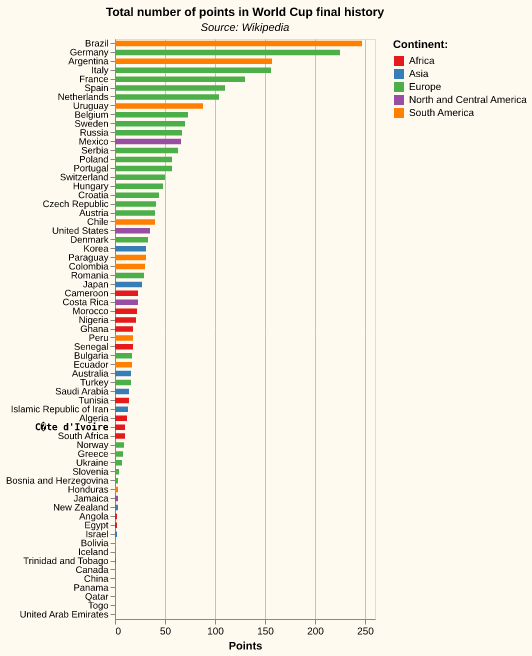 Total number of points in World Cup final history
Source: Wikipedia
Continent:
Africa
Asia
Europe
North and Central America
South America
Brazil
Germany
Argentina
Italy
France
Spain
Netherlands
Uruguay
Belgium
Sweden
Russia
Mexico
Serbia
Poland
Portugal
Switzerland
Hungary
Croatia
Czech Republic
Austria
Chile
United States
Denmark
Korea
Paraguay
Colombia
Romania
Japan
Cameroon
Costa Rica
Morocco
Nigeria
Ghana
Peru
Senegal
Bulgaria
Ecuador
Australia
Turkey
Saudi Arabia
Tunisia
Islamic Republic of Iran
Algeria
C�te d'Ivoire
South Africa
Norway
Greece
Ukraine
Slovenia
Bosnia and Herzegovina
Honduras
Jamaica
New Zealand
Angola
Egypt
Israel
Bolivia
Iceland
Trinidad and Tobago
Canada
China
Panama
Qatar
Togo
United Arab Emirates
0 50 100 150 200 250
Points